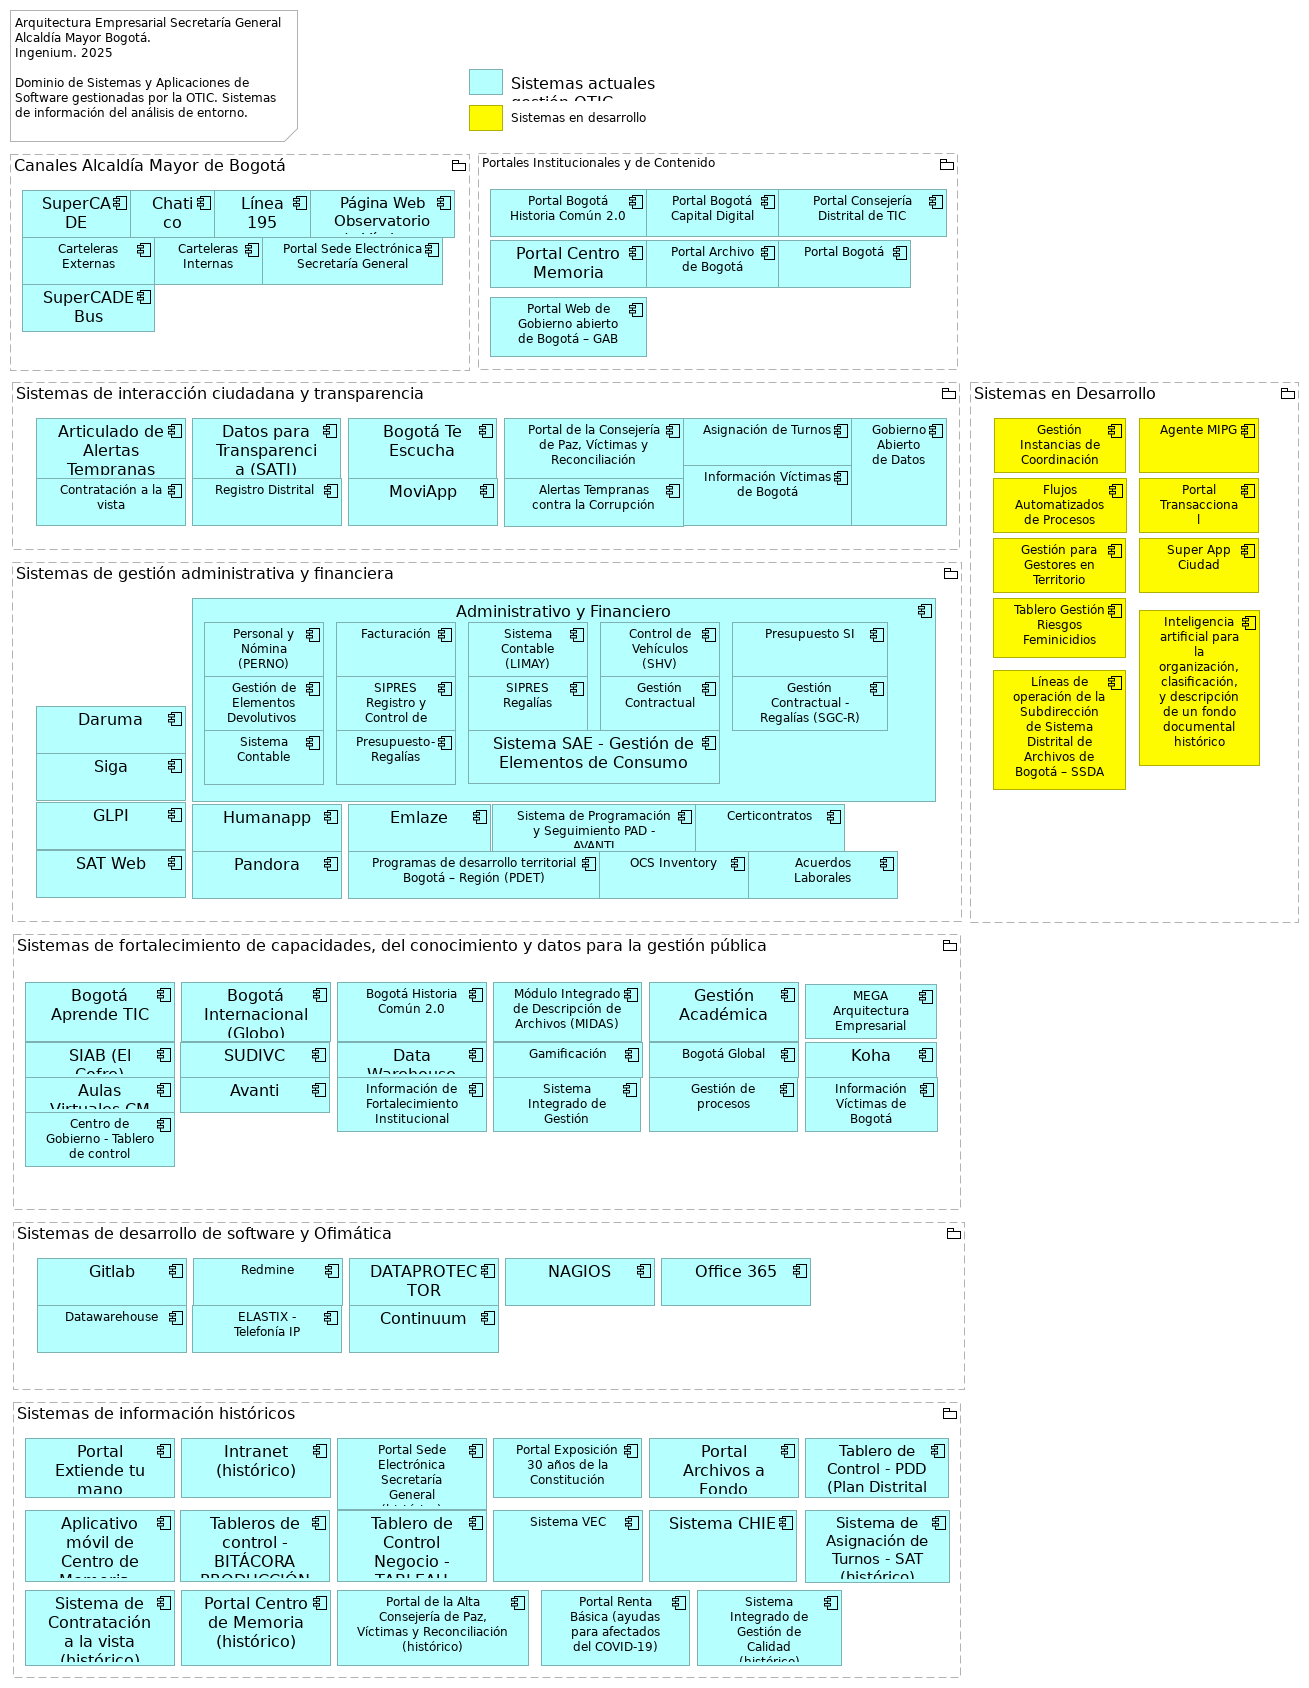 Arquitectura Empresarial Secretaría General
Alcaldía Mayor Bogotá.
Ingenium. 2025
Dominio de Sistemas y Aplicaciones de
Software gestionadas por la OTIC. Sistemas
de información del análisis de entorno.
Sistemas actuales
gestión OTIC
Sistemas en desarrollo
Canales Alcaldía Mayor de Bogotá
SuperCA
DE
Chati
co
Línea
195
Página Web
Observatorio
Carteleras
Externas
Carteleras
Internas
Portal Sede Electrónica
Secretaría General
SuperCADE
Bus
Portales Institucionales y de Contenido
Portal Bogotá
Historia Común 2.0
Portal Bogotá
Capital Digital
Portal Consejería
Distrital de TIC
Portal Centro
Memoria
Portal Archivo
de Bogotá
Portal Bogotá
Portal Web de
Gobierno abierto
de Bogotá – GAB
Sistemas de interacción ciudadana y transparencia
Articulado de
Alertas
Tempranas
Datos para
Transparenci
a (SATI)
Bogotá Te
Escucha
Portal de la Consejería
de Paz, Víctimas y
Reconciliación
Asignación de Turnos
Gobierno
Abierto
de Datos
Información Víctimas
de Bogotá
Contratación a la
vista
Registro Distrital
MoviApp
Alertas Tempranas
contra la Corrupción
Sistemas en Desarrollo
Gestión
Instancias de
Coordinación
Agente MIPG
Flujos
Automatizados
de Procesos
Portal
Transacciona
l
Gestión para
Gestores en
Territorio
Super App
Ciudad
Tablero Gestión
Riesgos
Feminicidios
Inteligencia
artificial para
la
organización,
clasificación,
y descripción
de un fondo
documental
histórico
Líneas de
operación de la
Subdirección
de Sistema
Distrital de
Archivos de
Bogotá – SSDA
Sistemas de gestión administrativa y financiera
Administrativo y Financiero
Personal y
Nómina
(PERNO)
Facturación
Sistema
Contable
(LIMAY)
Control de
Vehículos
(SHV)
Presupuesto SI
Gestión de
Elementos
Devolutivos
SIPRES
Registro y
Control de
SIPRES
Regalías
Gestión
Contractual
Gestión
Contractual -
Regalías (SGC-R)
Sistema
Contable
Presupuesto-
Regalías
Sistema SAE - Gestión de
Elementos de Consumo
Daruma
Siga
GLPI
SAT Web
Humanapp
Emlaze
Sistema de Programación
y Seguimiento PAD -
AVANTI
Certicontratos
Pandora
Programas de desarrollo territorial
Bogotá – Región (PDET)
OCS Inventory
Acuerdos
Laborales
Sistemas de fortalecimiento de capacidades, del conocimiento y datos para la gestión pública
Bogotá
Aprende TIC
Bogotá
Internacional
(Globo)
Bogotá Historia
Común 2.0
Módulo Integrado
de Descripción de
Archivos (MIDAS)
Gestión
Académica
MEGA
Arquitectura
Empresarial
SIAB (El
Cofre)
SUDIVC
Data
Warehouse
Gamificación
Bogotá Global
Koha
Aulas
Virtuales CM
Avanti
Información de
Fortalecimiento
Institucional
Sistema
Integrado de
Gestión
Gestión de
procesos
Información
Víctimas de
Bogotá
Centro de
Gobierno - Tablero
de control
Sistemas de desarrollo de software y Ofimática
Gitlab
Redmine
DATAPROTEC
TOR
NAGIOS
Office 365
Datawarehouse
ELASTIX -
Telefonía IP
Continuum
Sistemas de información históricos
Portal
Extiende tu
mano
Intranet
(histórico)
Portal Sede
Electrónica
Secretaría
General
(histórico)
Portal Exposición
30 años de la
Constitución
Portal
Archivos a
Fondo
Tablero de
Control - PDD
(Plan Distrital
Aplicativo
móvil de
Centro de
Memoria
Tableros de
control -
BITÁCORA
PRODUCCIÓN
Tablero de
Control
Negocio -
TABLEAU
Sistema VEC
Sistema CHIE
Sistema de
Asignación de
Turnos - SAT
(histórico)
Sistema de
Contratación
a la vista
(histórico)
Portal Centro
de Memoria
(histórico)
Portal de la Alta
Consejería de Paz,
Víctimas y Reconciliación
(histórico)
Portal Renta
Básica (ayudas
para afectados
del COVID-19)
Sistema
Integrado de
Gestión de
Calidad
(histórico)